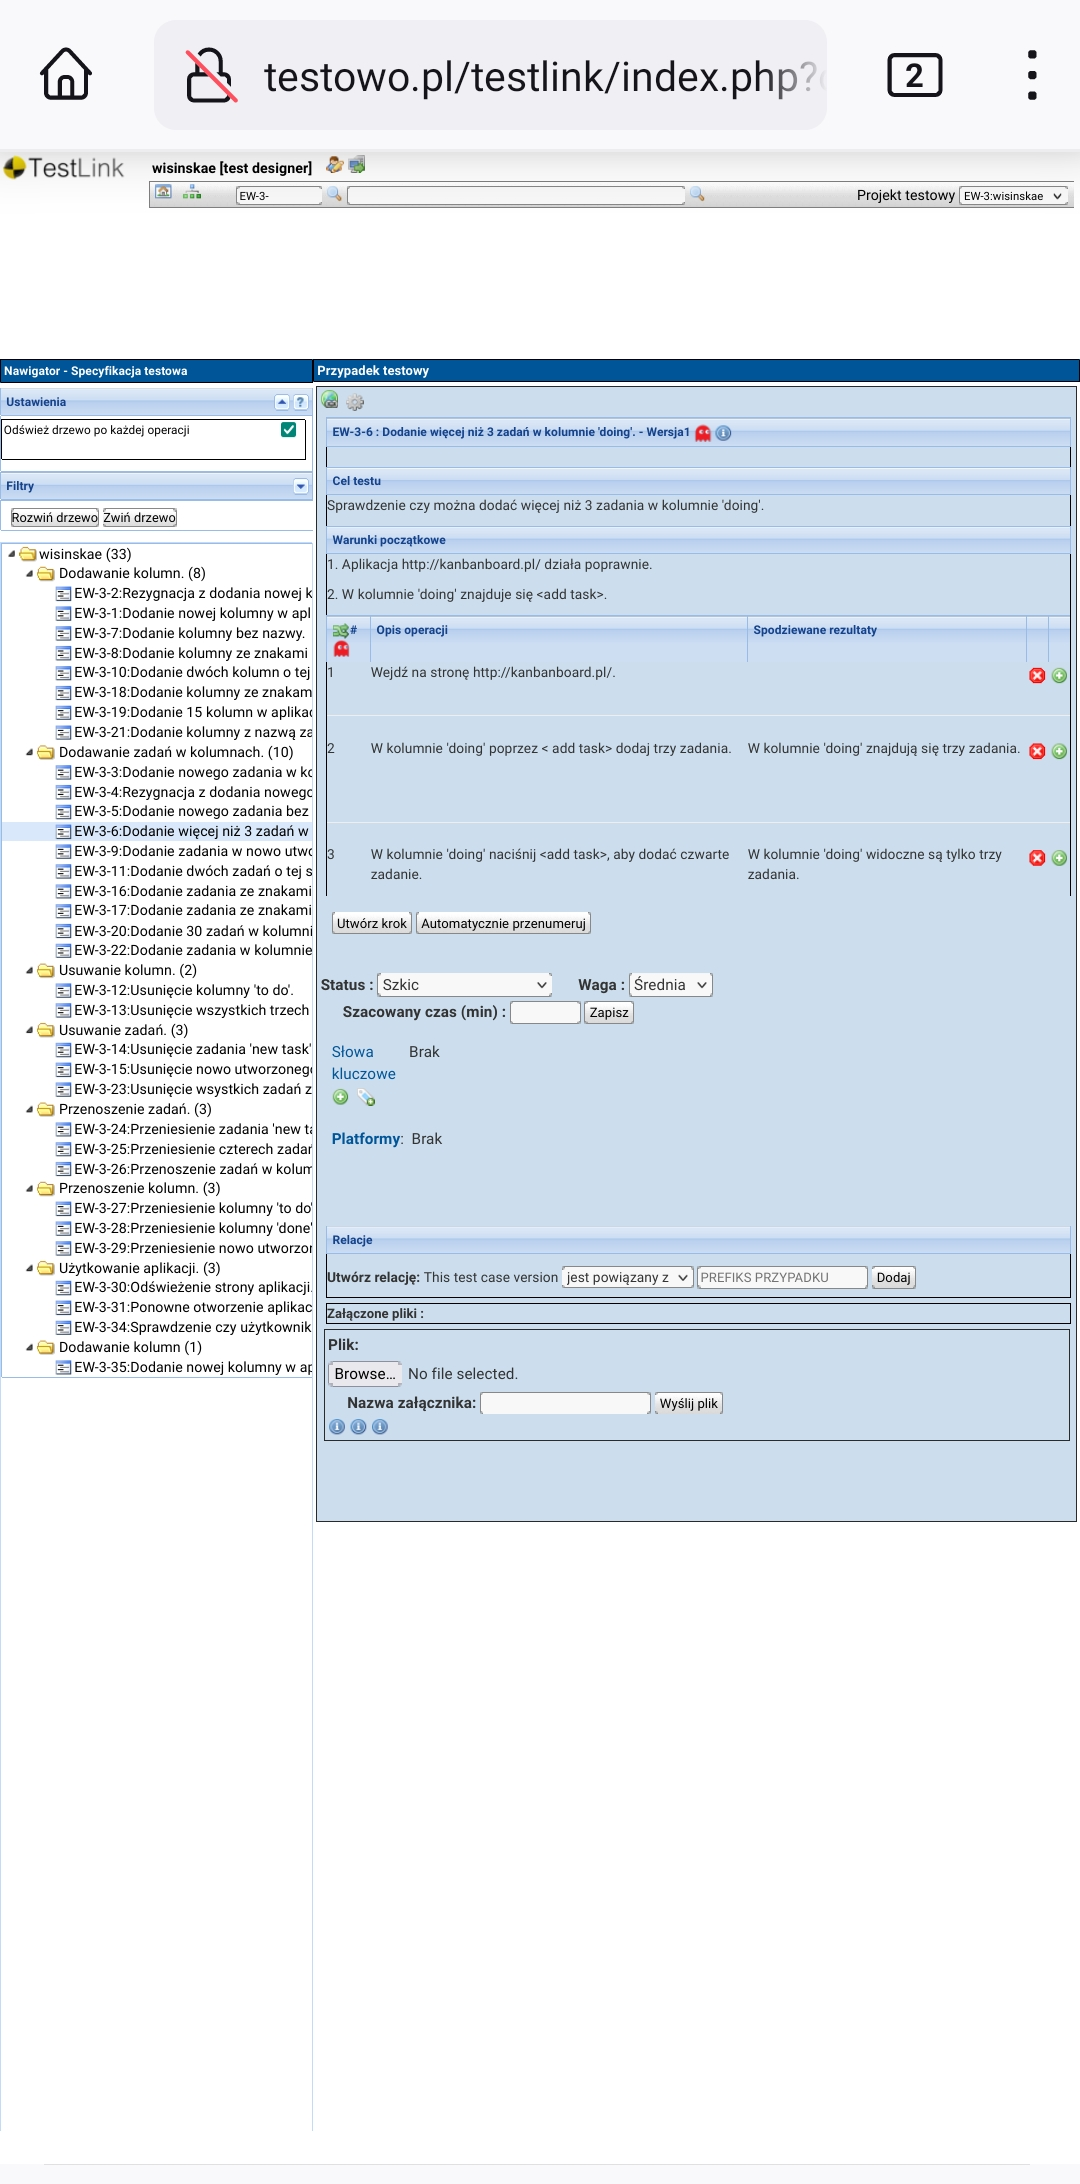 testowo.pl/testlink/index.php?
2
TestLink
wisinskae [test designer]
EW-3-
Projekt testowy EW-3:wisinskae
Nawigator - Specyfikacja testowa
Ustawienia
?
Odśwież drzewo po każdej operacji
Filtry
Rozwiń drzewo Zwiń drzewo
wisinskae (33)
Dodawanie kolumn. (8)
EW-3-2:Rezygnacja z dodania nowej k
EW-3-1:Dodanie nowej kolumny w apl
EW-3-7:Dodanie kolumny bez nazwy.
EW-3-8:Dodanie kolumny ze znakami
EW-3-10:Dodanie dwóch kolumn o tej
EW-3-18:Dodanie kolumny ze znakam
EW-3-19:Dodanie 15 kolumn w aplikac
EW-3-21:Dodanie kolumny z nazwą za
Dodawanie zadań w kolumnach. (10)
EW-3-3:Dodanie nowego zadania w ko
EW-3-4:Rezygnacja z dodania nowego
EW-3-5:Dodanie nowego zadania bez
EW-3-6:Dodanie więcej niż 3 zadań w
EW-3-9:Dodanie zadania w nowo utwo
EW-3-11:Dodanie dwóch zadań o tej s
EW-3-16:Dodanie zadania ze znakami
EW-3-17:Dodanie zadania ze znakami
EW-3-20:Dodanie 30 zadań w kolumni
EW-3-22:Dodanie zadania w kolumnie
Usuwanie kolumn. (2)
EW-3-12:Usunięcie kolumny 'to do'.
EW-3-13:Usunięcie wszystkich trzech
Usuwanie zadań. (3)
EW-3-14:Usunięcie zadania 'new task'
EW-3-15:Usunięcie nowo utworzonego
EW-3-23:Usunięcie wsystkich zadań z
Przenoszenie zadań. (3)
EW-3-24:Przeniesienie zadania 'new ta
EW-3-25:Przeniesienie czterech zadań
EW-3-26:Przenoszenie zadań w kolum
Przenoszenie kolumn. (3)
EW-3-27:Przeniesienie kolumny 'to do'
EW-3-28:Przeniesienie kolumny 'done'
EW-3-29:Przeniesienie nowo utworzon
Użytkowanie aplikacji. (3)
EW-3-30:Odświeżenie strony aplikacji.
EW-3-31:Ponowne otworzenie aplikac
EW-3-34:Sprawdzenie czy użytkownik
Dodawanie kolumn (1)
EW-3-35:Dodanie nowej kolumny w ap
Przypadek testowy
EW-3-6 : Dodanie więcej niż 3 zadań w kolumnie 'doing'. - Wersja1
Cel testu
Sprawdzenie czy można dodać więcej niż 3 zadania w kolumnie 'doing'.
Warunki początkowe
1. Aplikacja http://kanbanboard.pl/ działa poprawnie.
2. W kolumnie 'doing' znajduje się <add task>.
# Opis operacji Spodziewane rezultaty
1 Wejdź na stronę http://kanbanboard.pl/.
2 W kolumnie 'doing' poprzez < add task> dodaj trzy zadania. W kolumnie 'doing' znajdują się trzy zadania.
3 W kolumnie 'doing' naciśnij <add task>, aby dodać czwarte W kolumnie 'doing' widoczne są tylko trzy
zadanie. zadania.
Utwórz krok Automatycznie przenumeruj
Status : Szkic Waga : Średnia
Szacowany czas (min) : Zapisz
Słowa Brak
kluczowe
Platformy: Brak
Relacje
Utwórz relację: This test case version jest powiązany z PREFIKS PRZYPADKU Dodaj
Załączone pliki :
Plik:
Browse... No file selected.
Nazwa załącznika: Wyślij plik